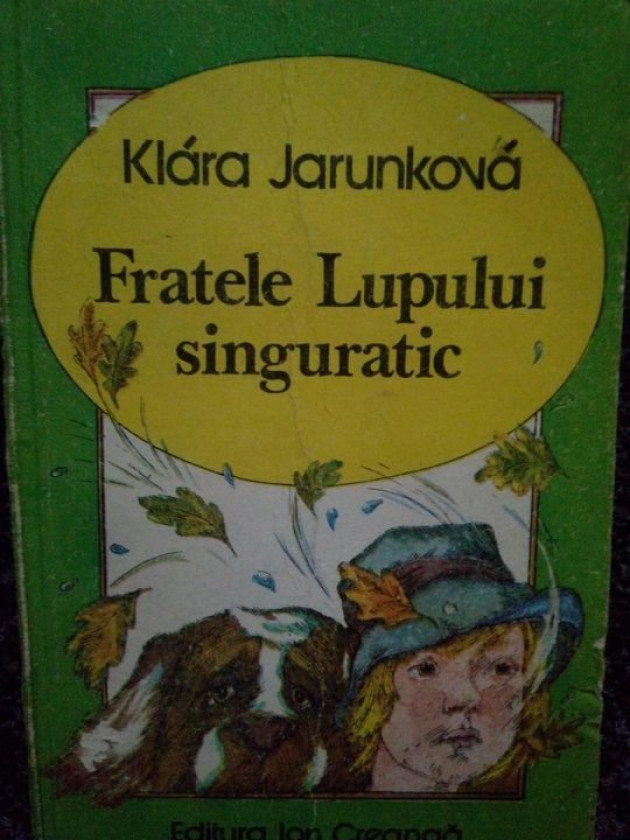 Klára Jarunková
Fratele Lupului
singuratic
Editura Ion Creangă